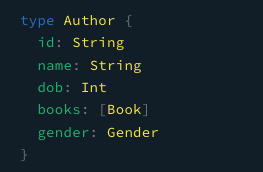 type Author {
  id: String
  name: String
  dob: Int
  books: [Book]
  gender: Gender
}